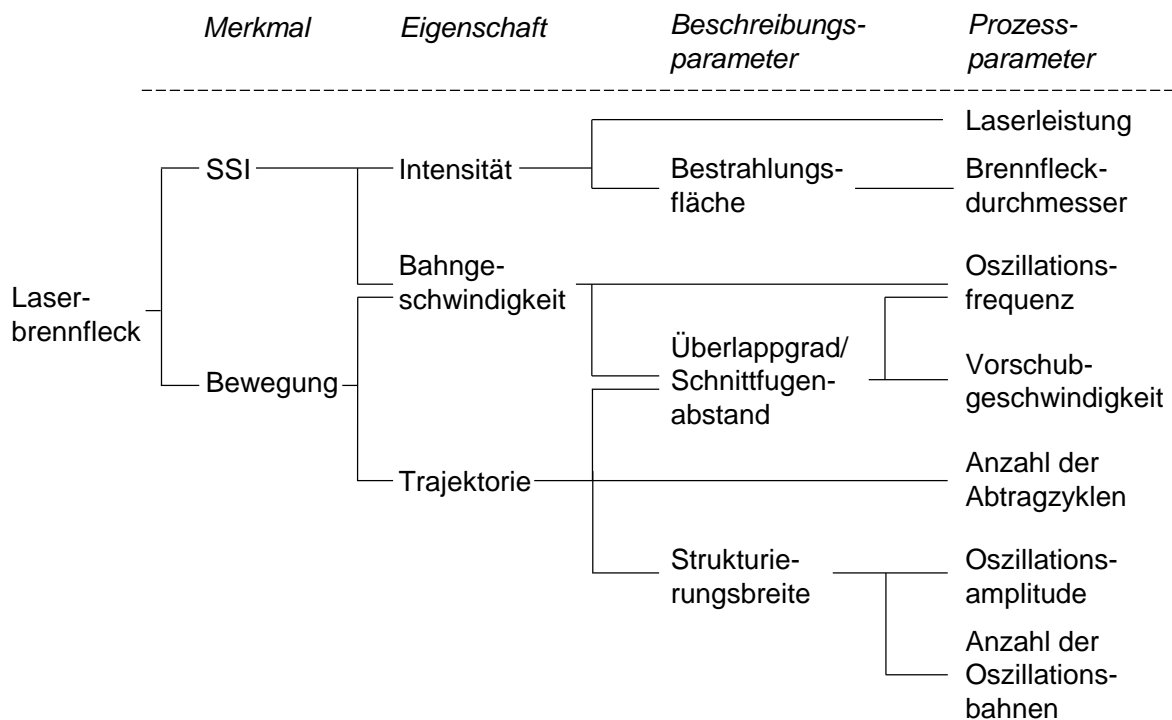 Merkmal
Eigenschaft
Beschreibungs-
parameter
Prozess-
parameter
Laser-
brennfleck
SSI
Bewegung
Intensität
Bahnge-
schwindigkeit
Trajektorie
Bestrahlungs-
fläche
Überlappgrad/
Schnittfugen-
abstand
Strukturie-
rungsbreite
Laserleistung
Brennfleck-
durchmesser
Oszillations-
frequenz
Vorschub-
geschwindigkeit
Anzahl der
Abtragzyklen
Oszillations-
amplitude
Anzahl der
Oszillations-
bahnen